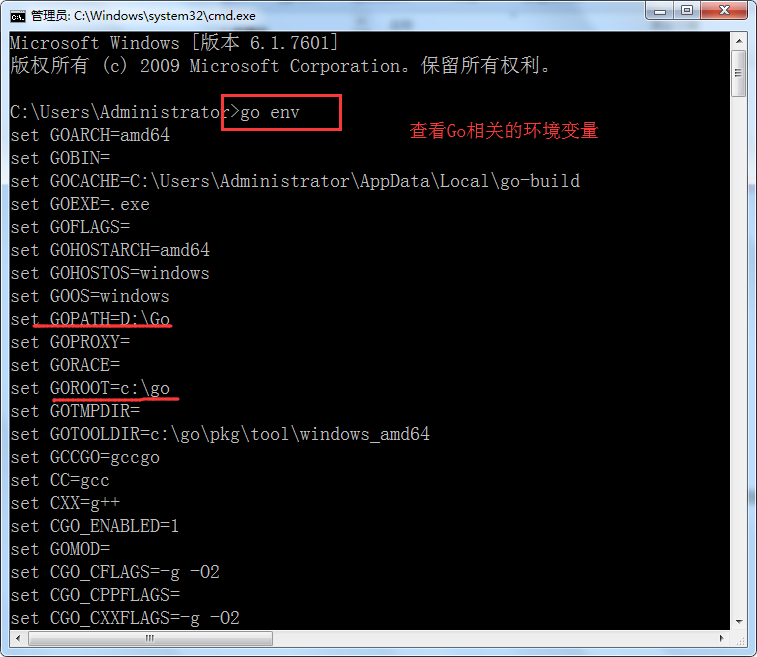 管理员: C:\Windows\system32\cmd.exe
Microsoft Windows [版本 6.1.7601]
版权所有 (c) 2009 Microsoft Corporation。保留所有权利。
C:\Users\Administrator>go env
查看Go相关的环境变量
set GOARCH=amd64
set GOBIN=
set GOCACHE=C:\Users\Administrator\AppData\Local\go-build
set GOEXE=.exe
set GOFLAGS=
set GOHOSTARCH=amd64
set GOHOSTOS=windows
set GOOS=windows
set GOPATH=D:\Go
set GOPROXY=
set GORACE=
set GOROOT=c:\go
set GOTMPDIR=
set GOTOOLDIR=c:\go\pkg\tool\windows_amd64
set GCCGO=gccgo
set CC=gcc
set CXX=g++
set CGO_ENABLED=1
set GOMOD=
set CGO_CFLAGS=-g -O2
set CGO_CPPFLAGS=
set CGO_CXXFLAGS=-g -O2